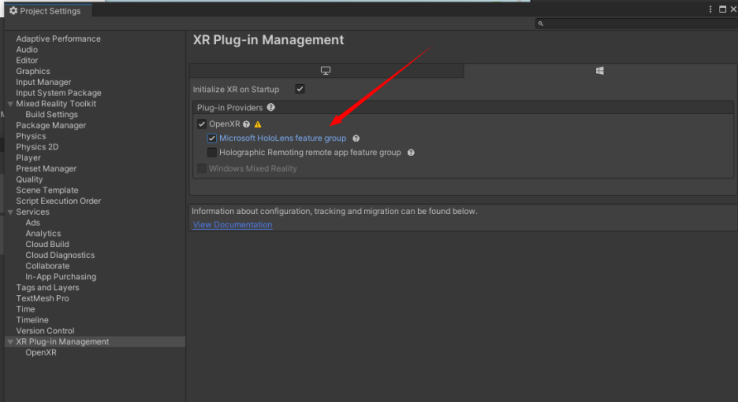 Project Settings
Adaptive Performance
Audio
Editor
Graphics
Input Manager
Input System Package
Mixed Reality Toolkit
Build Settings
Package Manager
Physics
Physics 2D
Player
Preset Manager
Quality
Scene Template
Script Execution Order
Services
Ads
Analytics
Cloud Build
Cloud Diagnostics
Collaborate
In-App Purchasing
Tags and Layers
TextMesh Pro
Time
Timeline
Version Control
XR Plug-in Management
OpenXR
XR Plug-in Management
Initialize XR on Startup
Plug-in Providers
OpenXR
Microsoft HoloLens feature group
Holographic Remoting remote app feature group
Windows Mixed Reality
Information about configuration, tracking and migration can be found below.
View Documentation